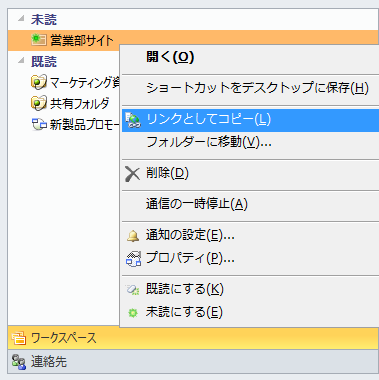 未読
営業部サイト
既読
マーケティング資
共有フォルダ
新製品プロモー
開く(O)
ショートカットをデスクトップに保存(H)
リンクとしてコピー(L)
フォルダーに移動(V)...
削除(D)
通信の一時停止(A)
通知の設定(E)...
プロパティ(P)...
既読にする(K)
未読にする(E)
ワークスペース
連絡先